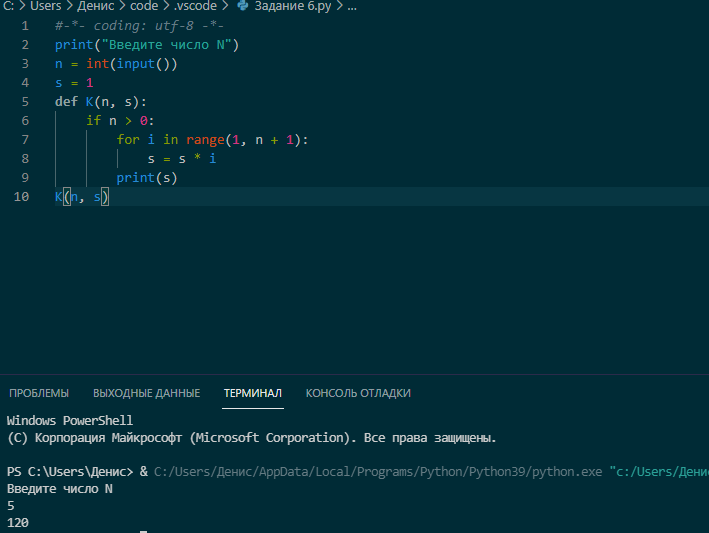 C: > Users > Денис > code > .vscode > Задание 6.py > ...
1 #-*- coding: utf-8 -*-
2 print("Введите число N")
3 n = int(input())
4 s = 1
5 def K(n, s):
6 if n > 0:
7 for i in range(1, n + 1):
8 s = s * i
9 print(s)
10 K(n, s)
ПРОБЛЕМЫ ВЫХОДНЫЕ ДАННЫЕ ТЕРМИНАЛ КОНСОЛЬ ОТЛАДКИ
Windows PowerShell
(C) Корпорация Майкрософт (Microsoft Corporation). Все права защищены.
PS C:\Users\Денис> & C:/Users/Денис/AppData/Local/Programs/Python/Python39/python.exe "c:/Users/Дени
Введите число N
5
120